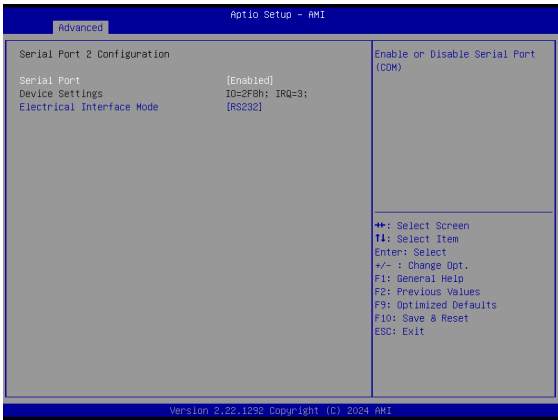 Aptio Setup - AMI
Advanced
Serial Port 2 Configuration
Serial Port [Enabled]
Device Settings IO=2F8h; IRQ=3;
Electrical Interface Mode [RS232]
Enable or Disable Serial Port
(COM)
→←: Select Screen
↑↓: Select Item
Enter: Select
+/- : Change Opt.
F1: General Help
F2: Previous Values
F9: Optimized Defaults
F10: Save & Reset
ESC: Exit
Version 2.22.1292 Copyright (C) 2024 AMI